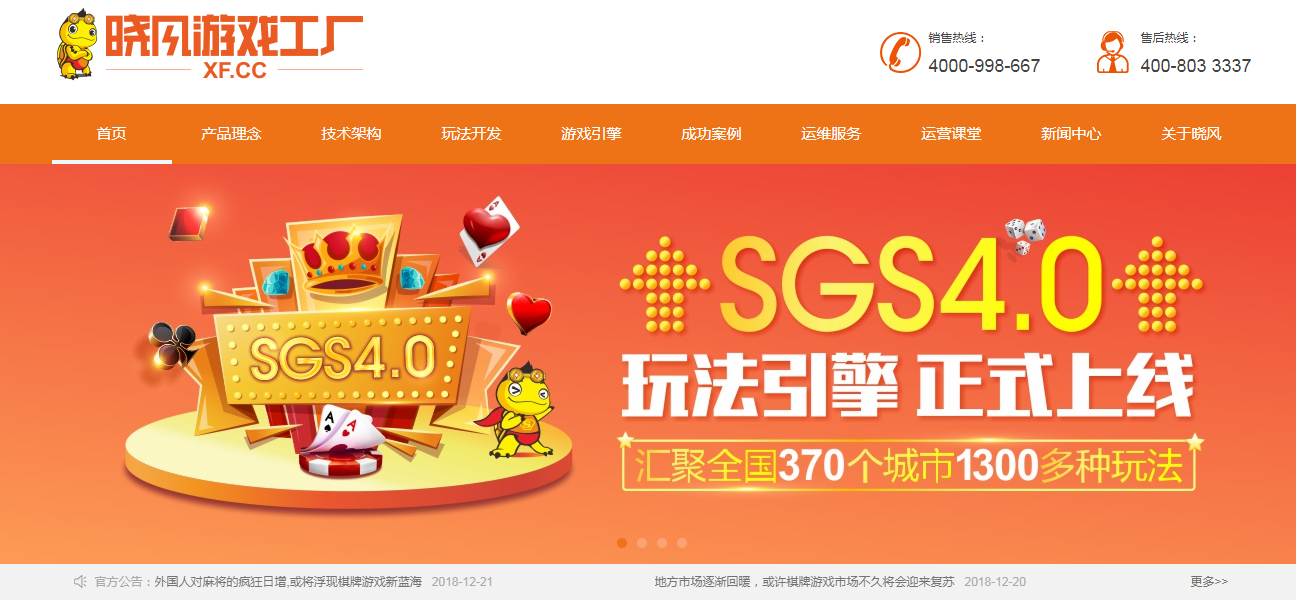 晓风游戏工厂
XF.CC
销售热线：
4000-998-667
售后热线：
400-803 3337
首页 产品理念 技术架构 玩法开发 游戏引擎 成功案例 运维服务 运营课堂 新闻中心 关于晓风
SGS4.0
A
A
A
SGS4.0
玩法引擎 正式上线
汇聚全国370个城市1300多种玩法
官方公告：外国人对麻将的疯狂日增,或将浮现棋牌游戏新蓝海 2018-12-21 地方市场逐渐回暖，或许棋牌游戏市场不久将会迎来复苏 2018-12-20 更多>>